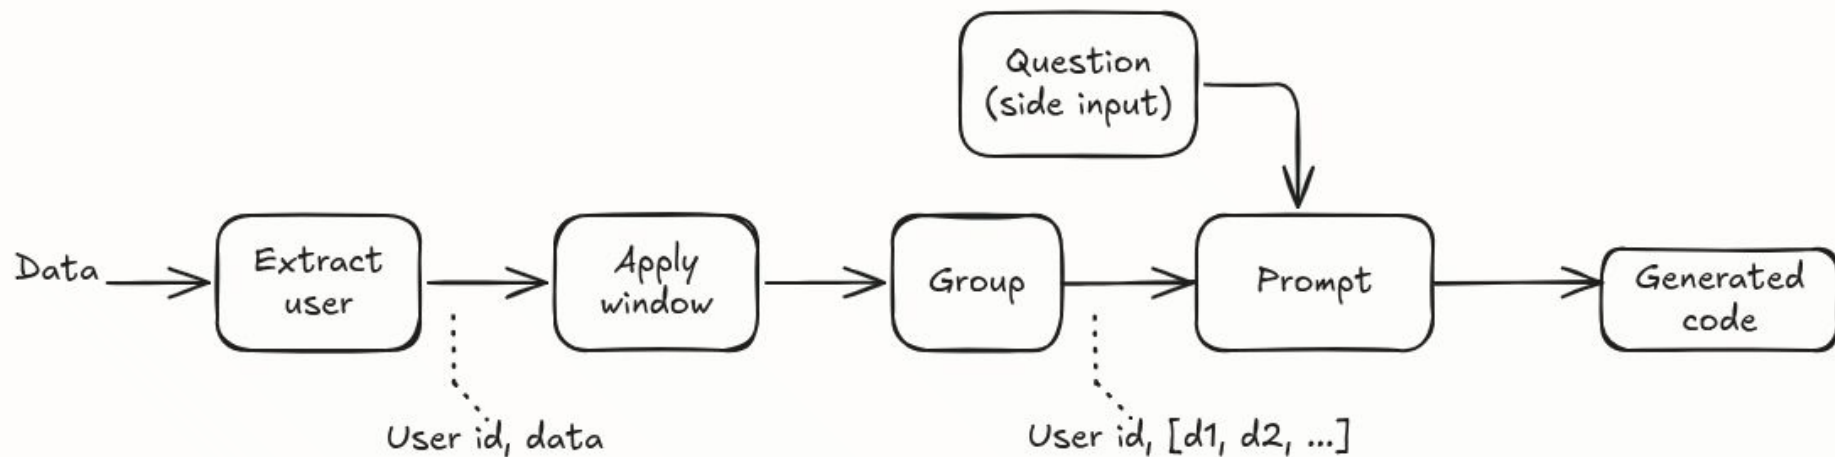 Question
(side input)
Data
Extract
user
Apply
window
Group
Prompt
Generated
code
User id, data
User id, [d1, d2, ...]